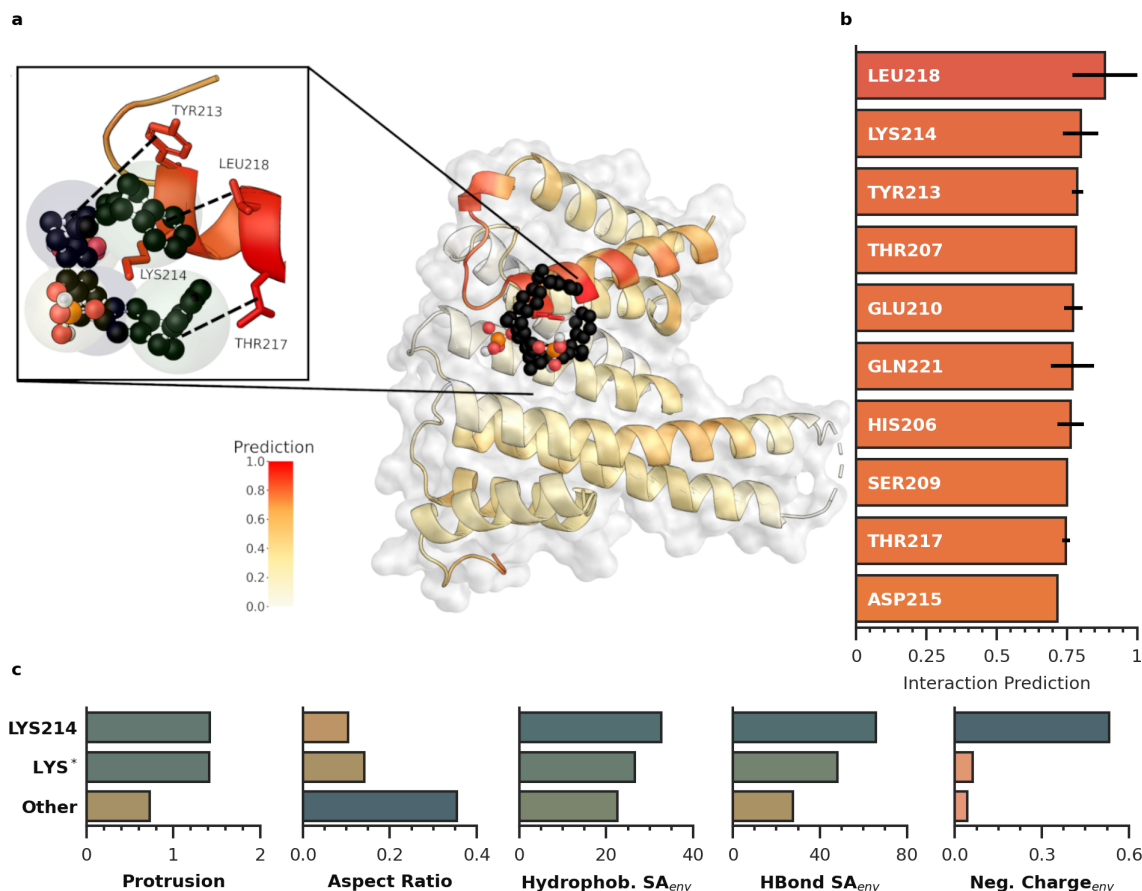 a
TYR213
LEU218
LYS214
THR217
Prediction
1.0
0.8
0.6
0.4
0.2
0.0
b
LEU218
LYS214
TYR213
THR207
GLU210
GLN221
HIS206
SER209
THR217
ASP215
0 0.25 0.5 0.75 1
Interaction Prediction
c
LYS214
LYS*
Other
0 1 2
Protrusion
0.0 0.2 0.4
Aspect Ratio
0 20 40
Hydrophob. SAenv
0 40 80
HBond SAenv
0.0 0.3 0.6
Neg. Chargeenv